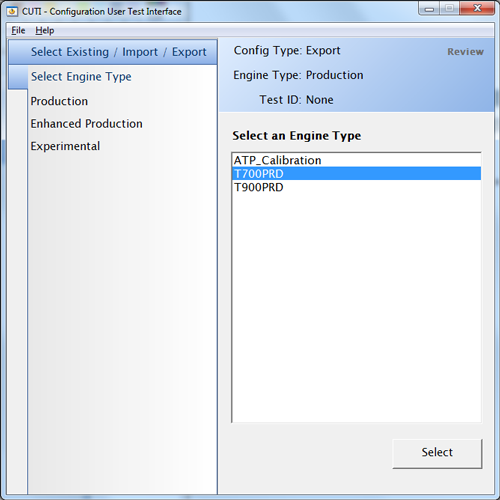 CUTI - Configuration User Test Interface
File Help
Select Existing / Import / Export
Select Engine Type
Production
Enhanced Production
Experimental
Config Type: Export
Review
Engine Type: Production
Test ID: None
Select an Engine Type
ATP_Calibration
T700PRD
T900PRD
Select